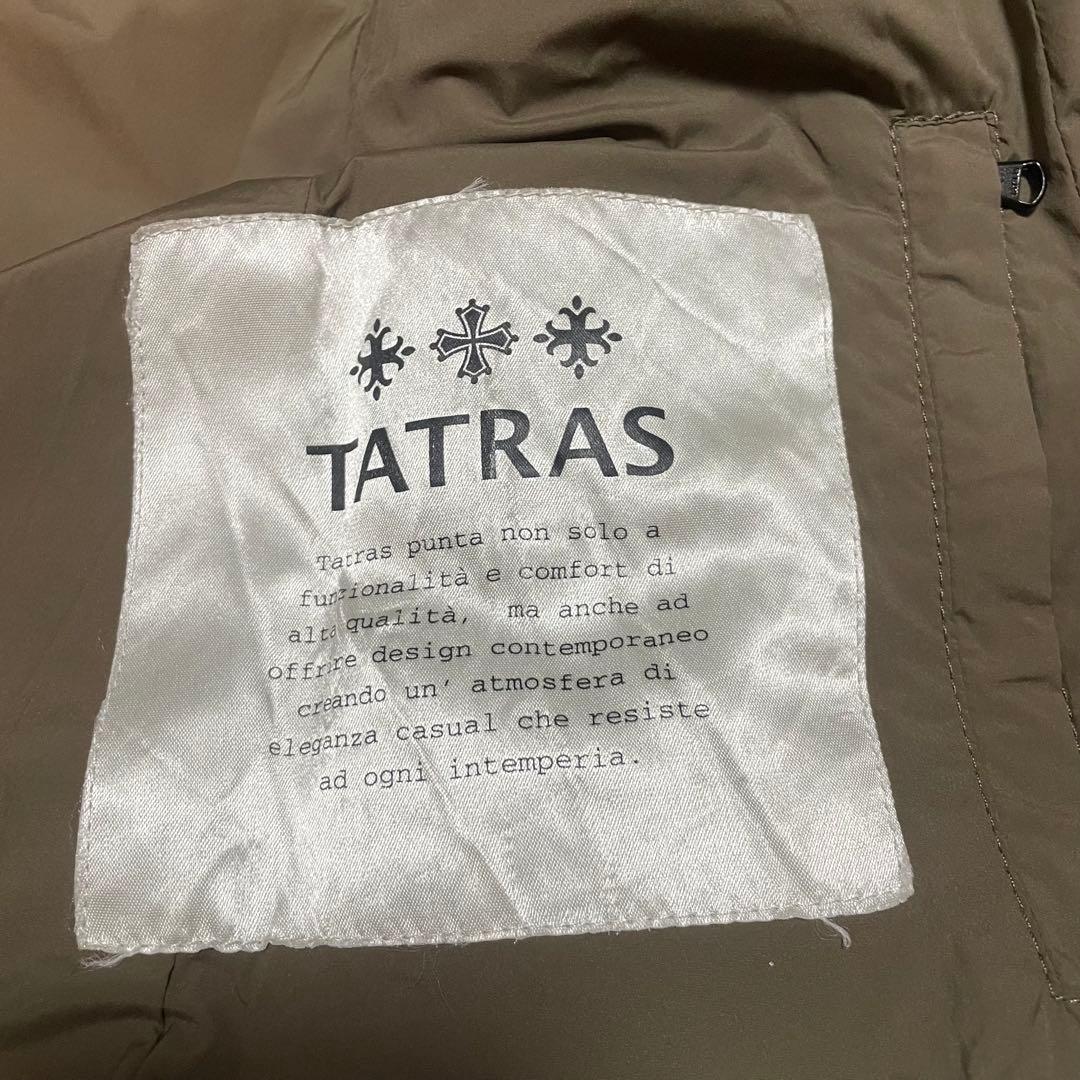 TATRAS
Tatras punta non solo a
funzionalità e comfort di
alta qualità, ma anche ad
offrire design contemporaneo
creando un' atmosfera di
eleganza casual che resiste
ad ogni intemperia.